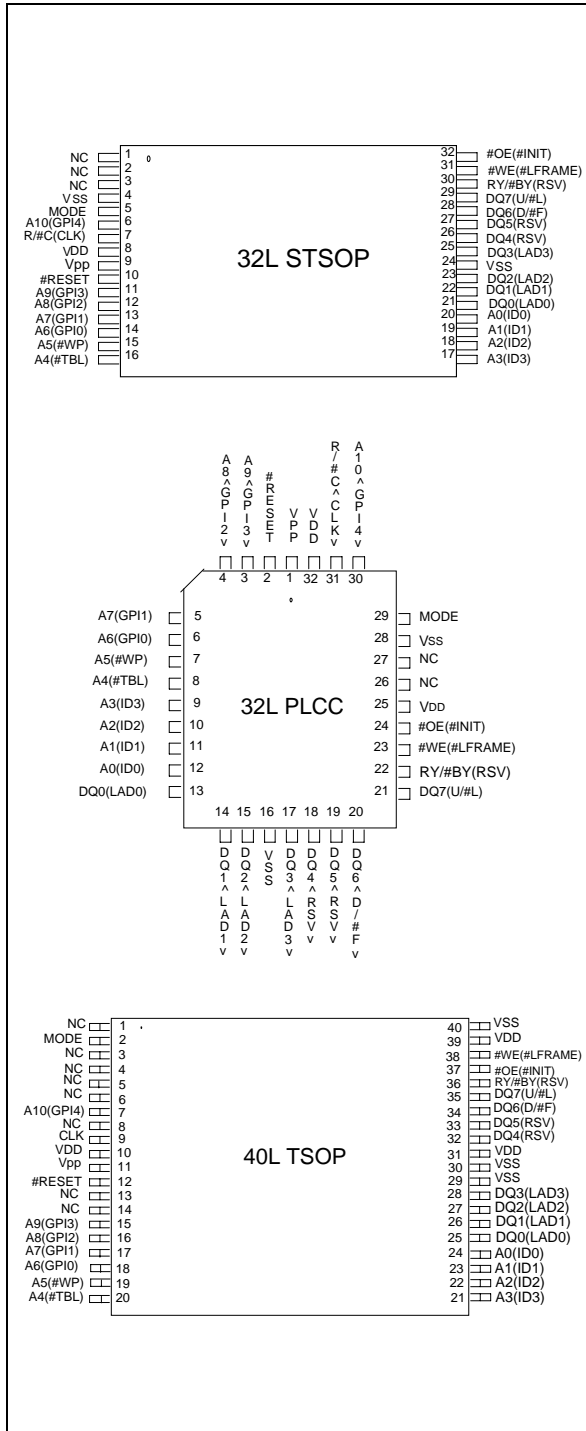 NC 1
NC 2
NC 3
VSS 4
MODE 5
A10(GPI4) 6
R/#C(CLK) 7
VDD 8
Vpp 9
#RESET 10
A9(GPI3) 11
A8(GPI2) 12
A7(GPI1) 13
A6(GPI0) 14
A5(#WP) 15
A4(#TBL) 16
32L STSOP
32 #OE(#INIT)
31 #WE(#LFRAME)
30 RY/#BY(RSV)
29 DQ7(U/#L)
28 DQ6(D/#F)
27 DQ5(RSV)
26 DQ4(RSV)
25 DQ3(LAD3)
24 VSS
23 DQ2(LAD2)
22 DQ1(LAD1)
21 DQ0(LAD0)
20 A0(ID0)
19 A1(ID1)
18 A2(ID2)
17 A3(ID3)
A8^GPI2v
A9^GPI3v
#RESET
VPP
VDD
R/#C^CLKv
A10^GPI4v
4 3 2 1 32 31 30
A7(GPI1) 5
A6(GPI0) 6
A5(#WP) 7
A4(#TBL) 8
A3(ID3) 9
A2(ID2) 10
A1(ID1) 11
A0(ID0) 12
DQ0(LAD0) 13
32L PLCC
29 MODE
28 VSS
27 NC
26 NC
25 VDD
24 #OE(#INIT)
23 #WE(#LFRAME)
22 RY/#BY(RSV)
21 DQ7(U/#L)
14 15 16 17 18 19 20
DQ1^LAD1v
DQ2^LAD2v
VSS
DQ3^LAD3v
DQ4^RSVv
DQ5^RSVv
DQ6^D/#Fv
NC 1
MODE 2
NC 3
NC 4
NC 5
NC 6
A10(GPI4) 7
NC 8
CLK 9
VDD 10
Vpp 11
#RESET 12
NC 13
NC 14
A9(GPI3) 15
A8(GPI2) 16
A7(GPI1) 17
A6(GPI0) 18
A5(#WP) 19
A4(#TBL) 20
40L TSOP
40 VSS
39 VDD
38 #WE(#LFRAME)
37 #OE(#INIT)
36 RY/#BY(RSV)
35 DQ7(U/#L)
34 DQ6(D/#F)
33 DQ5(RSV)
32 DQ4(RSV)
31 VDD
30 VSS
29 VSS
28 DQ3(LAD3)
27 DQ2(LAD2)
26 DQ1(LAD1)
25 DQ0(LAD0)
24 A0(ID0)
23 A1(ID1)
22 A2(ID2)
21 A3(ID3)